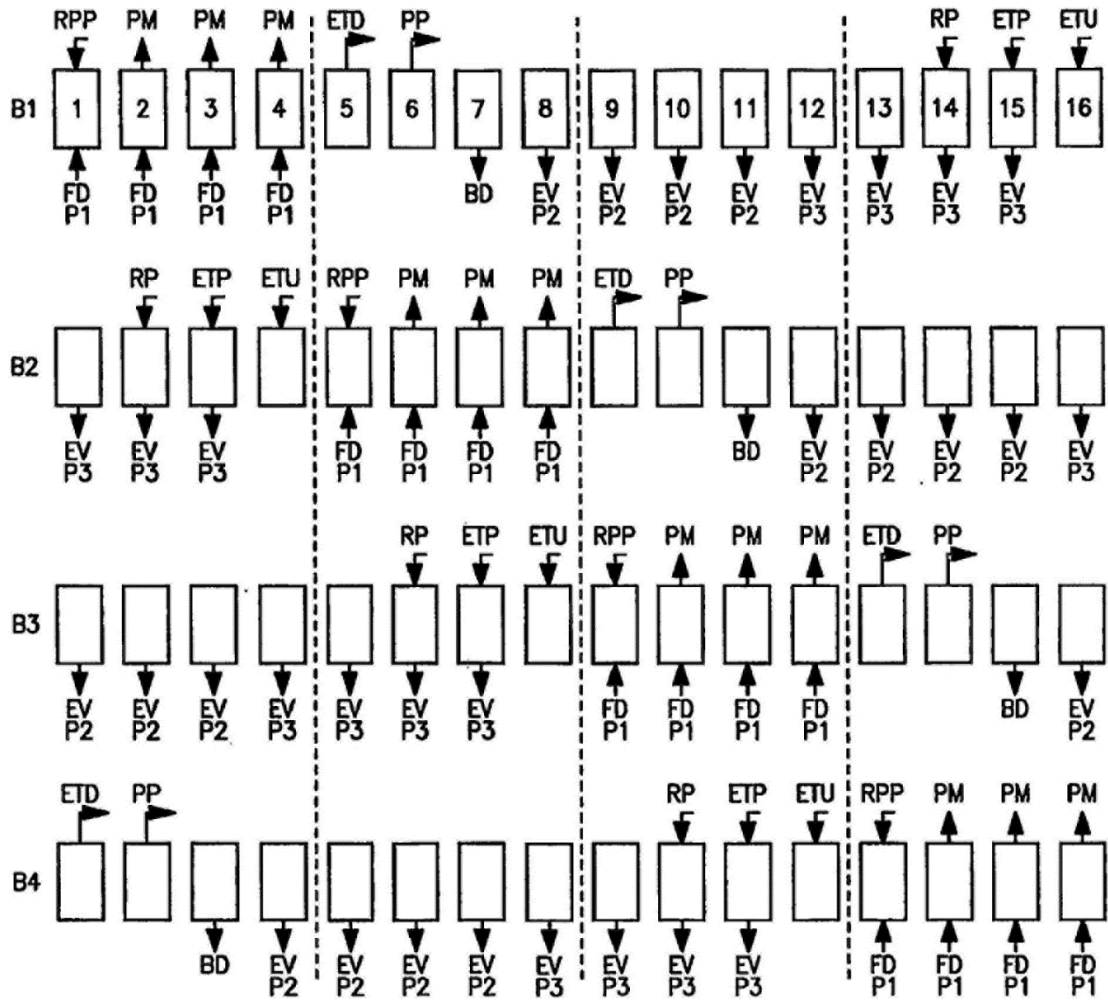 RPP PM PM PM ETD PP RP ETP ETU
B1 1 2 3 4 5 6 7 8 9 10 11 12 13 14 15 16
FD FD FD FD BD EV EV EV EV EV EV EV EV
P1 P1 P1 P1 P2 P2 P2 P2 P3 P3 P3 P3
RP ETP ETU RPP PM PM PM ETD PP
B2
EV EV EV FD FD FD FD BD EV EV EV EV EV
P3 P3 P3 P1 P1 P1 P1 P2 P2 P2 P2 P3
RP ETP ETU RPP PM PM PM ETD PP
B3
EV EV EV EV EV EV EV FD FD FD FD BD EV
P2 P2 P2 P3 P3 P3 P3 P1 P1 P1 P1 P2
ETD PP RP ETP ETU RPP PM PM PM
B4
BD EV EV EV EV EV EV EV EV FD FD FD FD
P2 P2 P2 P2 P3 P3 P3 P3 P1 P1 P1 P1